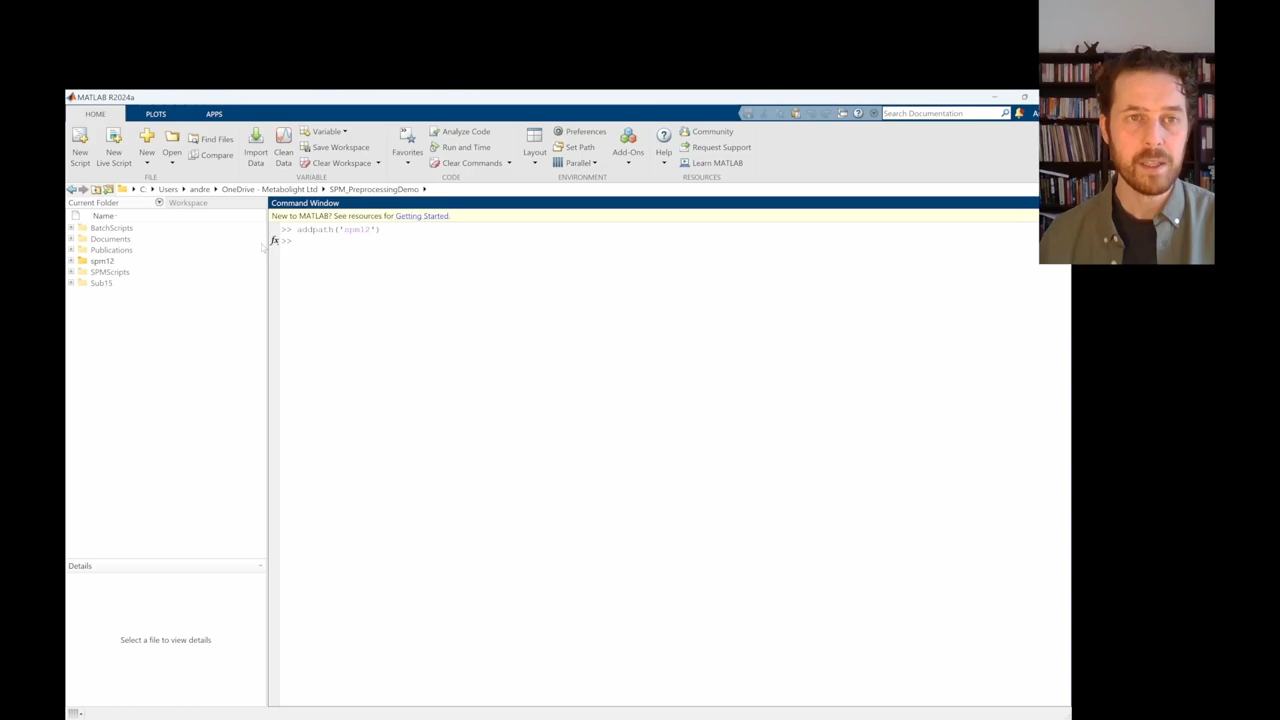 MATLAB R2024a
HOME PLOTS APPS
Search Documentation
New Script
New Live Script
New
Open
Find Files
Compare
Import Data
Clean Data
Variable
Save Workspace
Clear Workspace
Favorites
Analyze Code
Run and Time
Clear Commands
Layout
Preferences
Set Path
Parallel
Add-Ons
Help
Community
Request Support
Learn MATLAB
FILE VARIABLE CODE ENVIRONMENT RESOURCES
C: Users andre OneDrive - Metabolight Ltd SPM_PreprocessingDemo
Current Folder Workspace
Command Window
Name
New to MATLAB? See resources for Getting Started.
BatchScripts
Documents
Publications
spm12
SPMScripts
Sub15
>> addpath('spm12')
fx >>
Details
Select a file to view details